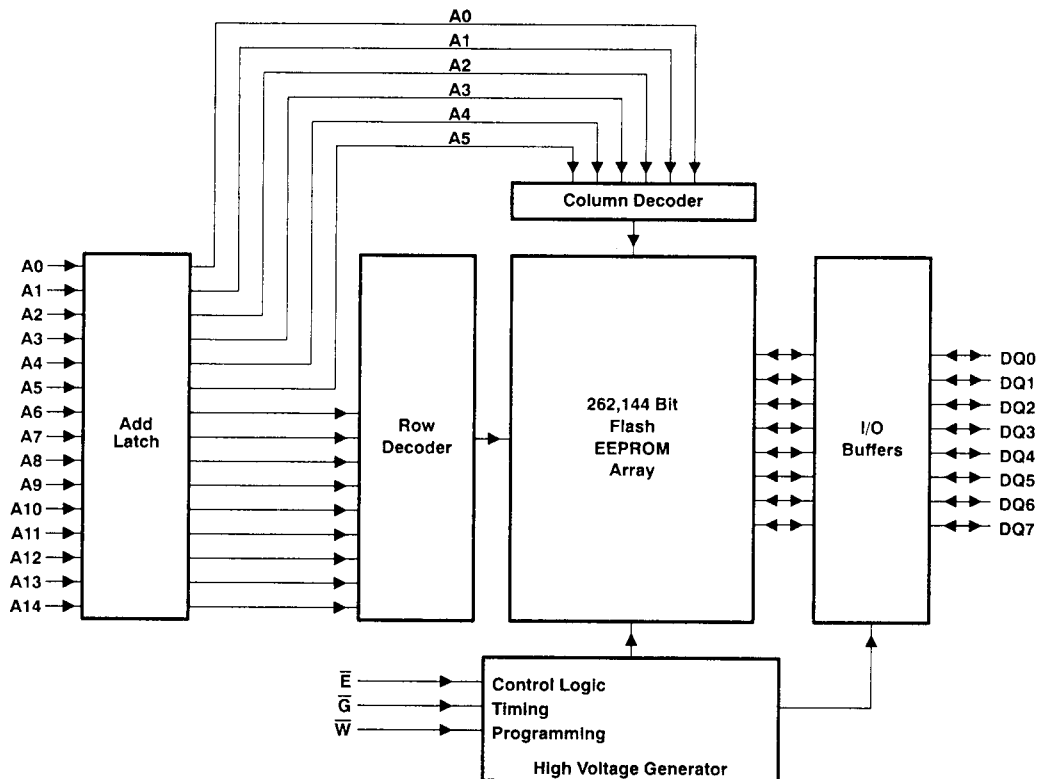 A0
A1
A2
A3
A4
A5
Column Decoder
A0
A1
A2
A3
A4
A5
A6
A7
A8
A9
A10
A11
A12
A13
A14
Add
Latch
Row
Decoder
262,144 Bit
Flash
EEPROM
Array
I/O
Buffers
DQ0
DQ1
DQ2
DQ3
DQ4
DQ5
DQ6
DQ7
E̅
G̅
W̅
Control Logic
Timing
Programming
High Voltage Generator